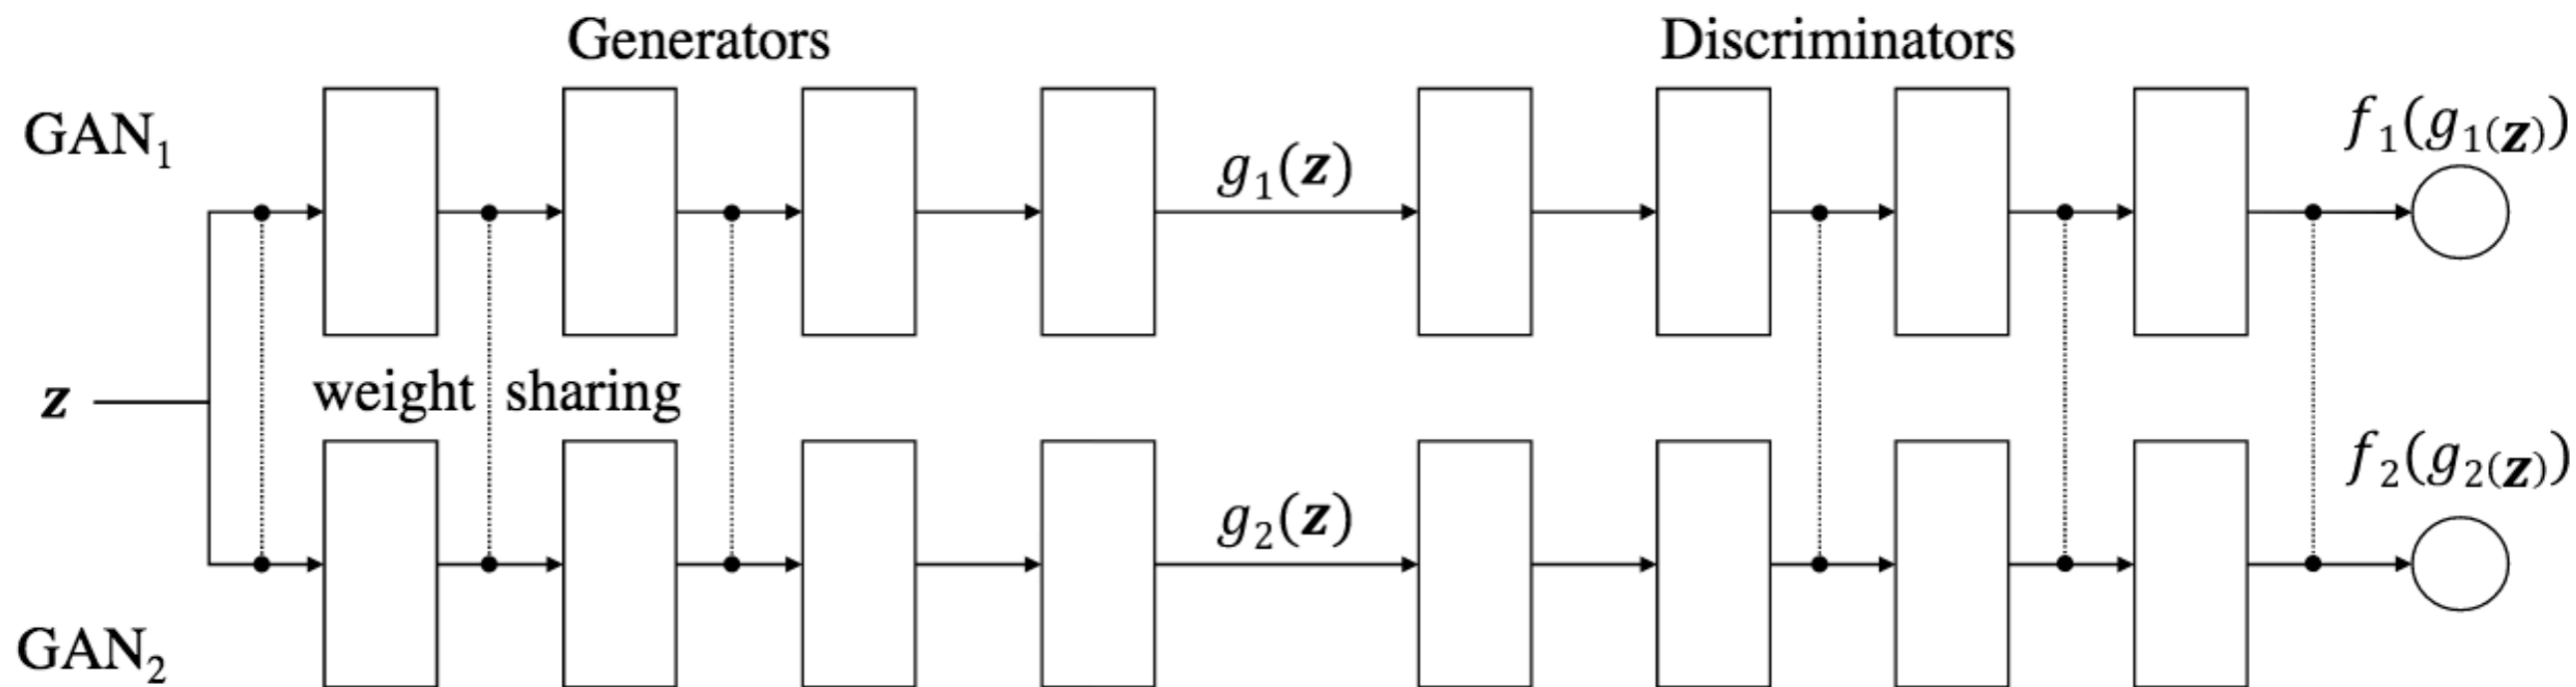 Generators
Discriminators
GAN₁
g₁(z)
f₁(g₁(z))
z
weight sharing
g₂(z)
f₂(g₂(z))
GAN₂